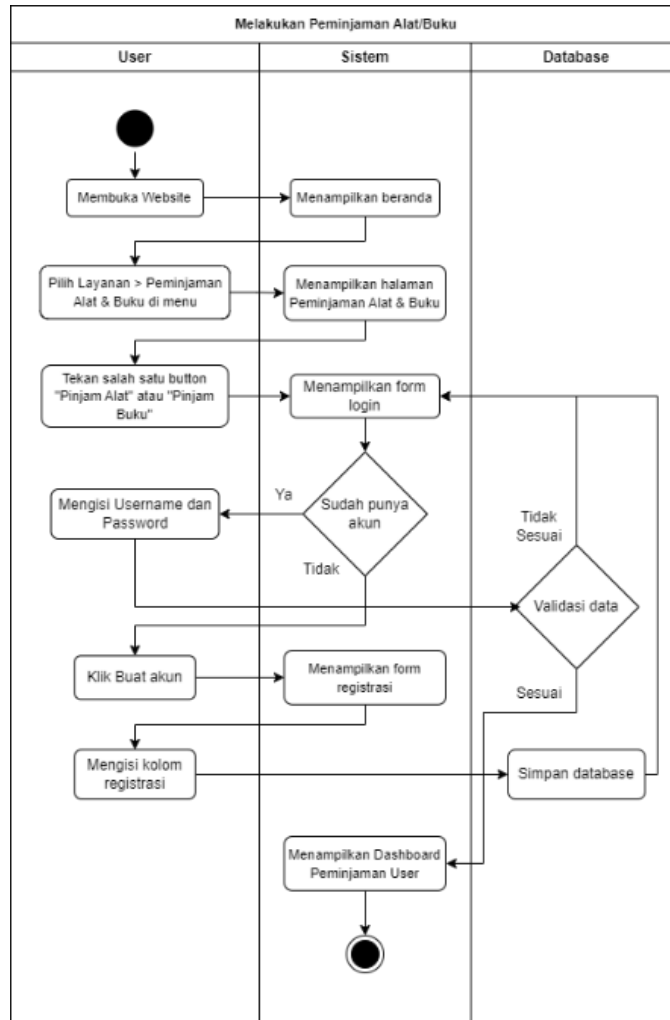 Melakukan Peminjaman Alat/Buku
User
Sistem
Database
Membuka Website
Menampilkan beranda
Pilih Layanan > Peminjaman
Alat & Buku di menu
Menampilkan halaman
Peminjaman Alat & Buku
Tekan salah satu button
"Pinjam Alat" atau "Pinjam
Buku"
Menampilkan form
login
Sudah punya
akun
Ya
Mengisi Username dan
Password
Tidak
Tidak
Sesuai
Validasi data
Sesuai
Klik Buat akun
Menampilkan form
registrasi
Mengisi kolom
registrasi
Simpan database
Menampilkan Dashboard
Peminjaman User